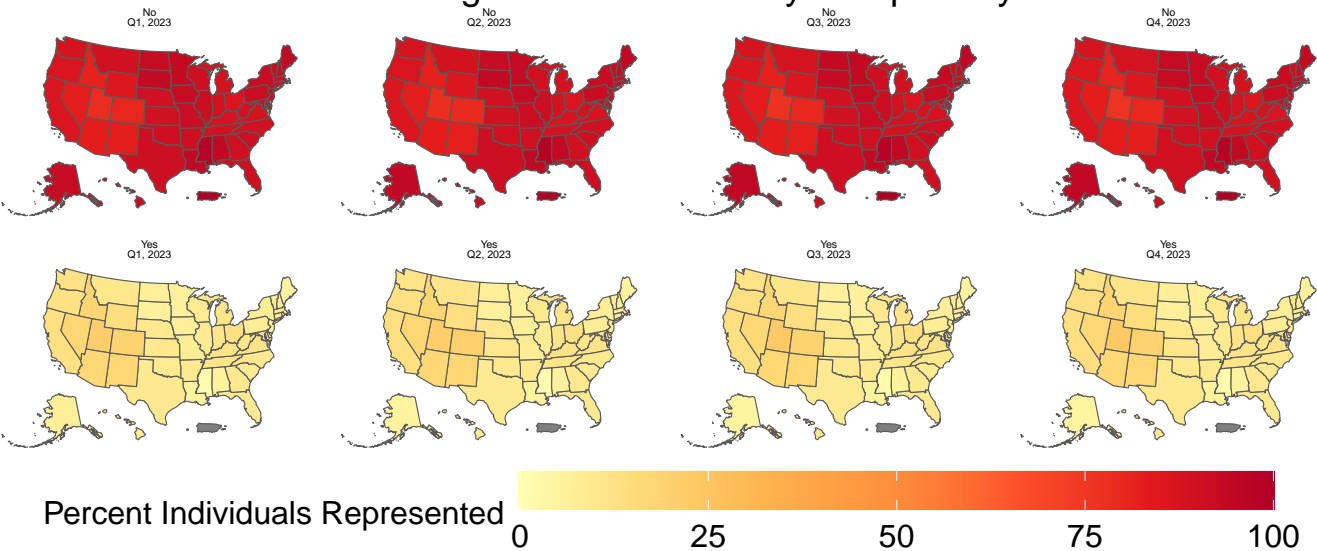 No
Q1, 2023
No
Q2, 2023
No
Q3, 2023
No
Q4, 2023
Yes
Q1, 2023
Yes
Q2, 2023
Yes
Q3, 2023
Yes
Q4, 2023
Percent Individuals Represented
0 25 50 75 100